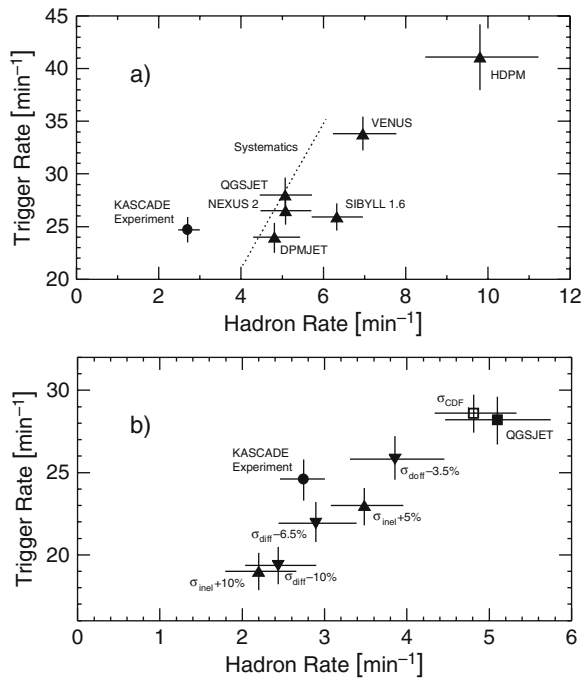 a)
Trigger Rate [min⁻¹]
45
40
35
30
25
20
HDPM
VENUS
Systematics
QGSJET
NEXUS 2
SIBYLL 1.6
KASCADE
Experiment
DPMJET
0 2 4 6 8 10 12
Hadron Rate [min⁻¹]
b)
Trigger Rate [min⁻¹]
30
20
σCDF
QGSJET
KASCADE
Experiment
σdoff–3.5%
σinel+5%
σdiff–6.5%
σinel+10%
σdiff–10%
0 1 2 3 4 5 6
Hadron Rate [min⁻¹]